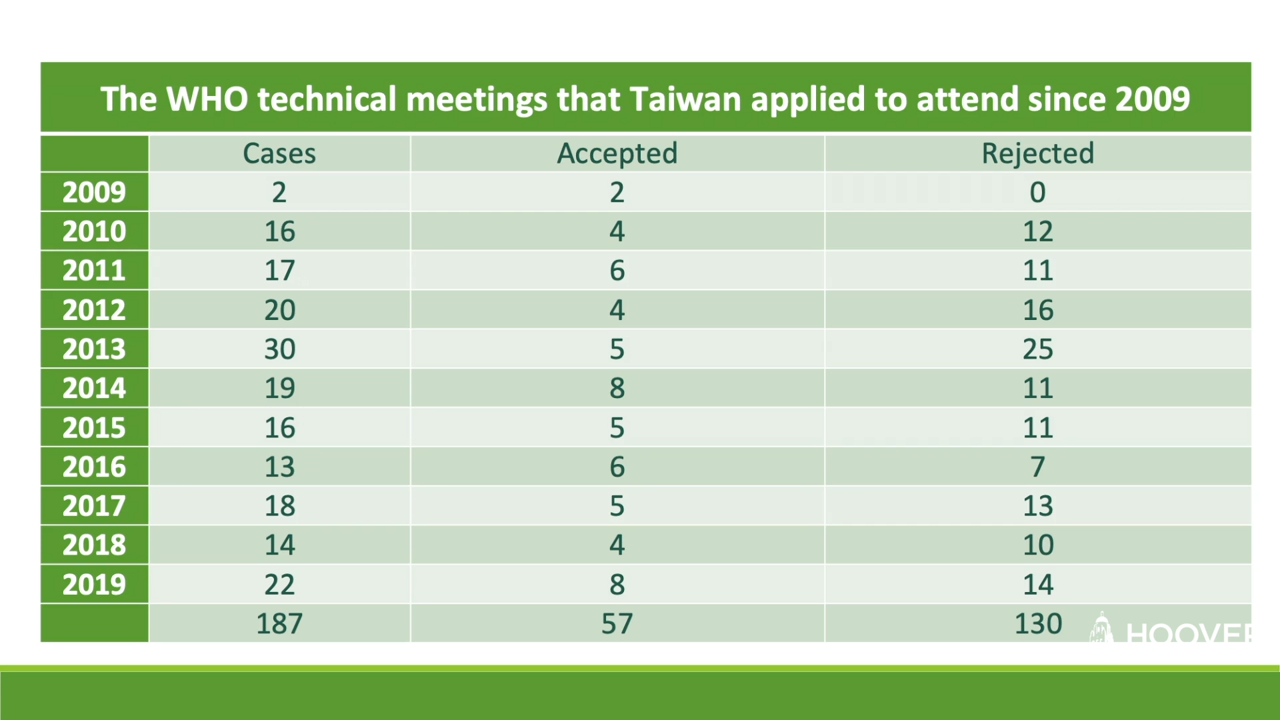 The WHO technical meetings that Taiwan applied to attend since 2009
Cases Accepted Rejected
2009 2 2 0
2010 16 4 12
2011 17 6 11
2012 20 4 16
2013 30 5 25
2014 19 8 11
2015 16 5 11
2016 13 6 7
2017 18 5 13
2018 14 4 10
2019 22 8 14
187 57 130
HOOVER